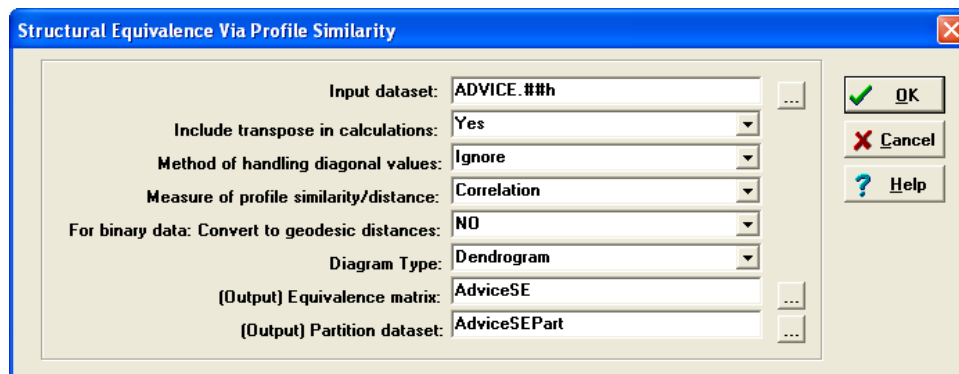 Structural Equivalence Via Profile Similarity
Input dataset: ADVICE.##h ... OK
Include transpose in calculations: Yes
Cancel
Method of handling diagonal values: Ignore
Help
Measure of profile similarity/distance: Correlation
For binary data: Convert to geodesic distances: NO
Diagram Type: Dendrogram
(Output) Equivalence matrix: AdviceSE ...
(Output) Partition dataset: AdviceSEPart ...